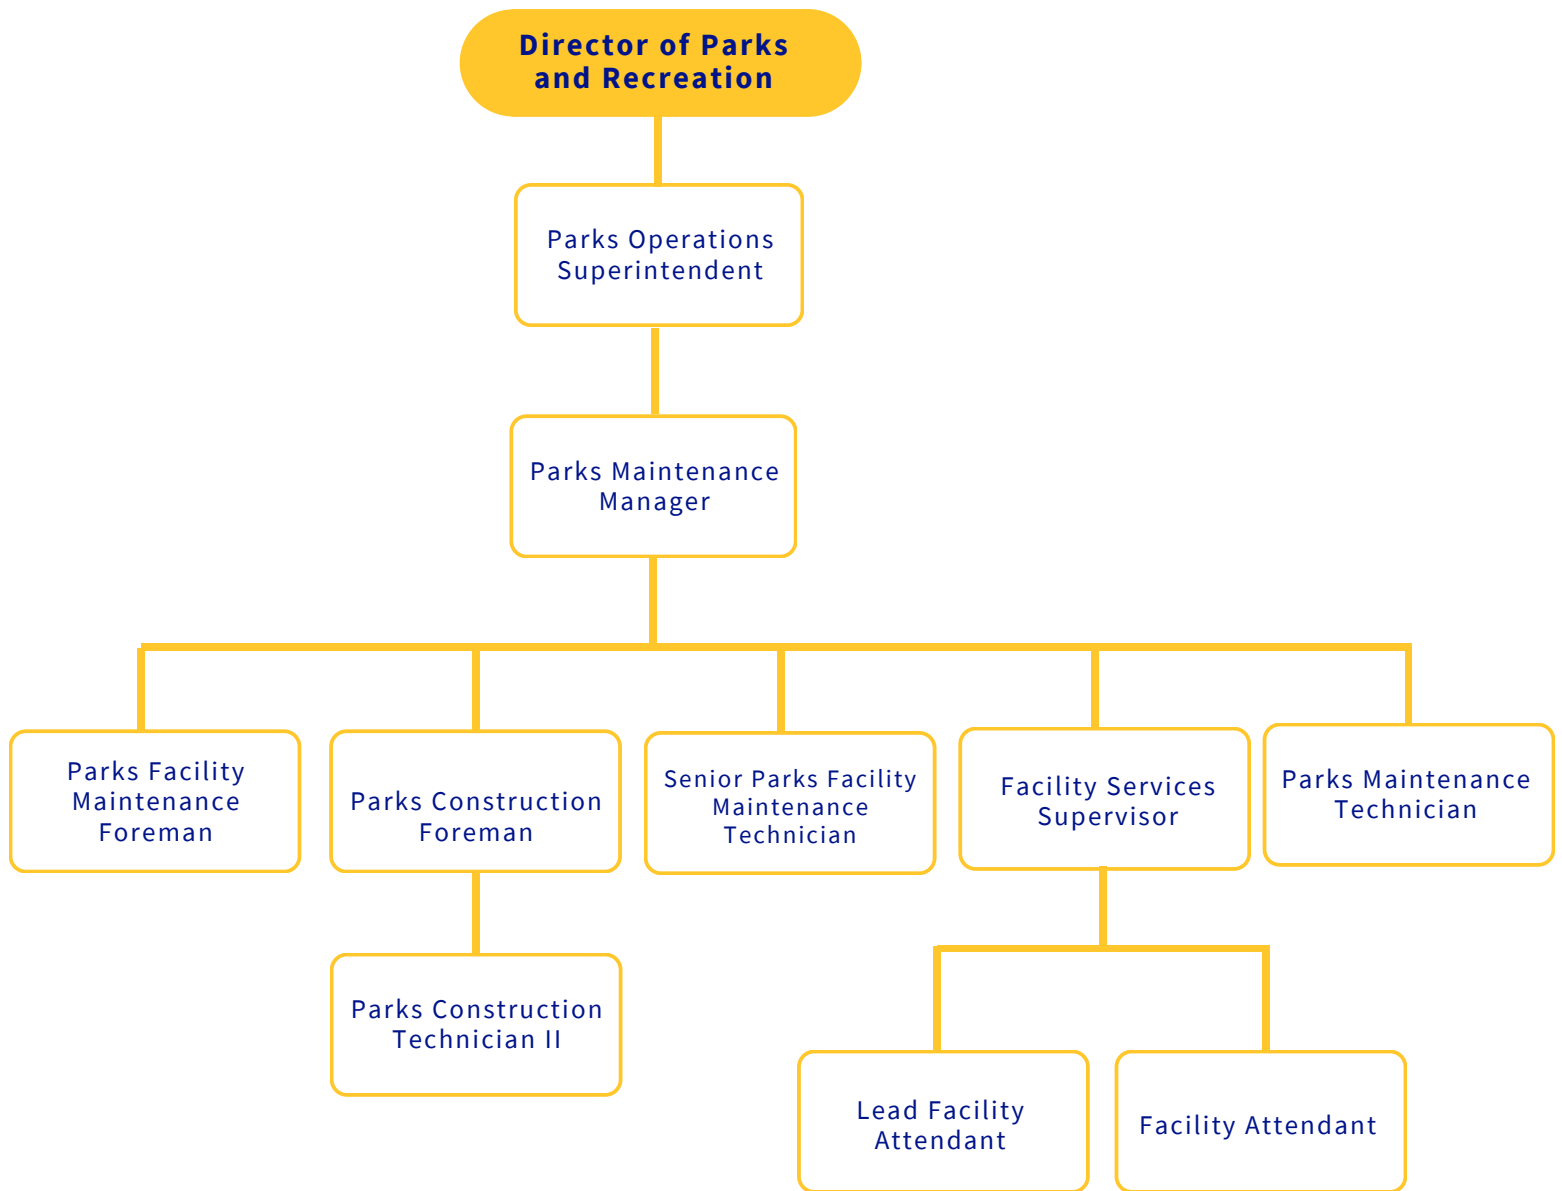 Director of Parks
and Recreation
Parks Operations
Superintendent
Parks Maintenance
Manager
Parks Facility
Maintenance
Foreman
Parks Construction
Foreman
Senior Parks Facility
Maintenance
Technician
Facility Services
Supervisor
Parks Maintenance
Technician
Parks Construction
Technician II
Lead Facility
Attendant
Facility Attendant